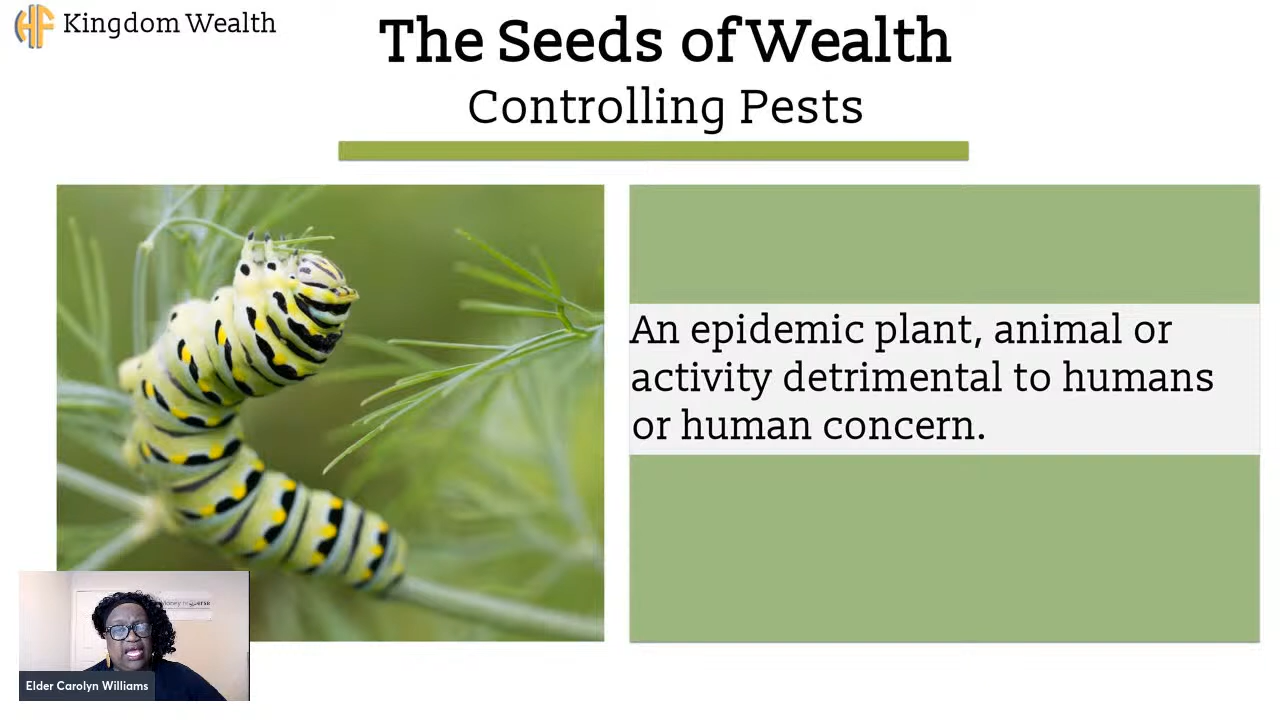 HF Kingdom Wealth
The Seeds of Wealth
Controlling Pests
An epidemic plant, animal or
activity detrimental to humans
or human concern.
Elder Carolyn Williams